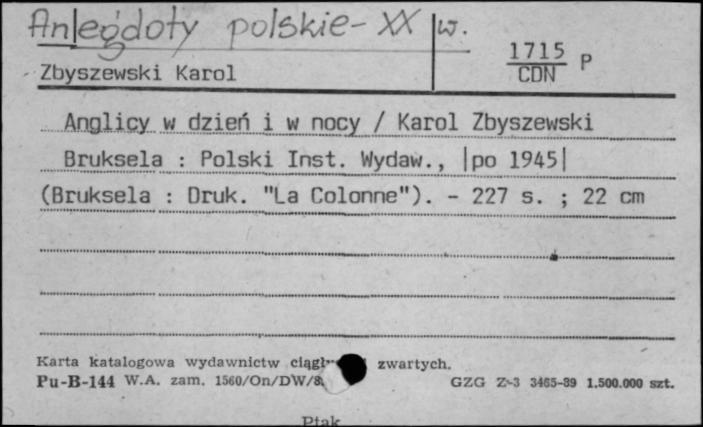 Anegdoty polskie - XX w.
1715
CDN P
Zbyszewski Karol
Anglicy w dzień i w nocy / Karol Zbyszewski
Bruksela : Polski Inst. Wydaw., |po 1945|
(Bruksela : Druk. "La Colonne"). - 227 s. ; 22 cm
Karta katalogowa wydawnictw zwartych.
Pu-B-144 W.A. zam. 1560/On/DW/8 GZG Z-3 3465-89 1.500.000 szt.
Ptak